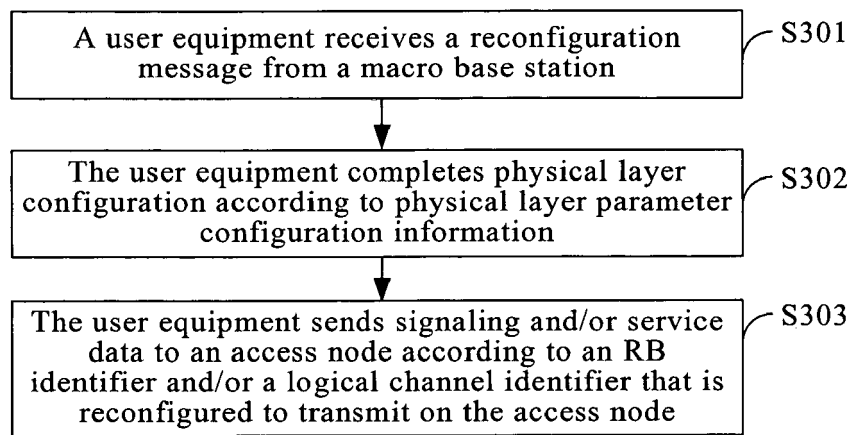 A user equipment receives a reconfiguration
message from a macro base station
S301
The user equipment completes physical layer
configuration according to physical layer parameter
configuration information
S302
The user equipment sends signaling and/or service
data to an access node according to an RB
identifier and/or a logical channel identifier that is
reconfigured to transmit on the access node
S303